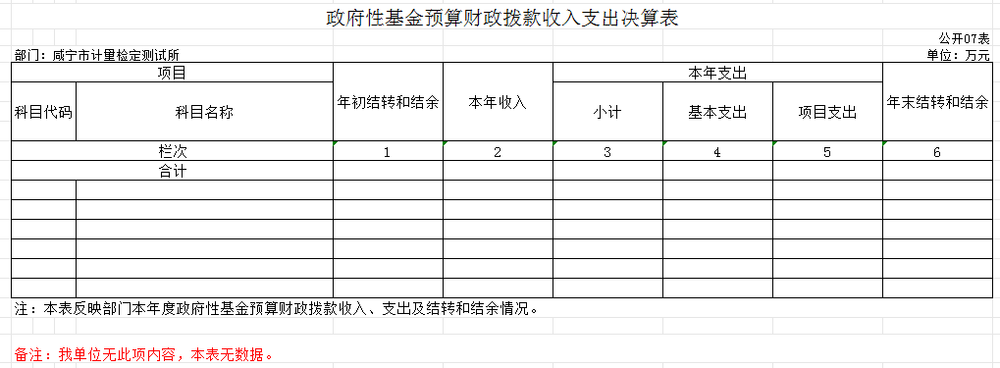 政府性基金预算财政拨款收入支出决算表
公开07表
部门：咸宁市计量检定测试所 单位：万元
项目 年初结转和结余 本年收入 本年支出 年末结转和结余
科目代码 科目名称 小计 基本支出 项目支出
栏次 1 2 3 4 5 6
合计
注：本表反映部门本年度政府性基金预算财政拨款收入、支出及结转和结余情况。
备注：我单位无此项内容，本表无数据。